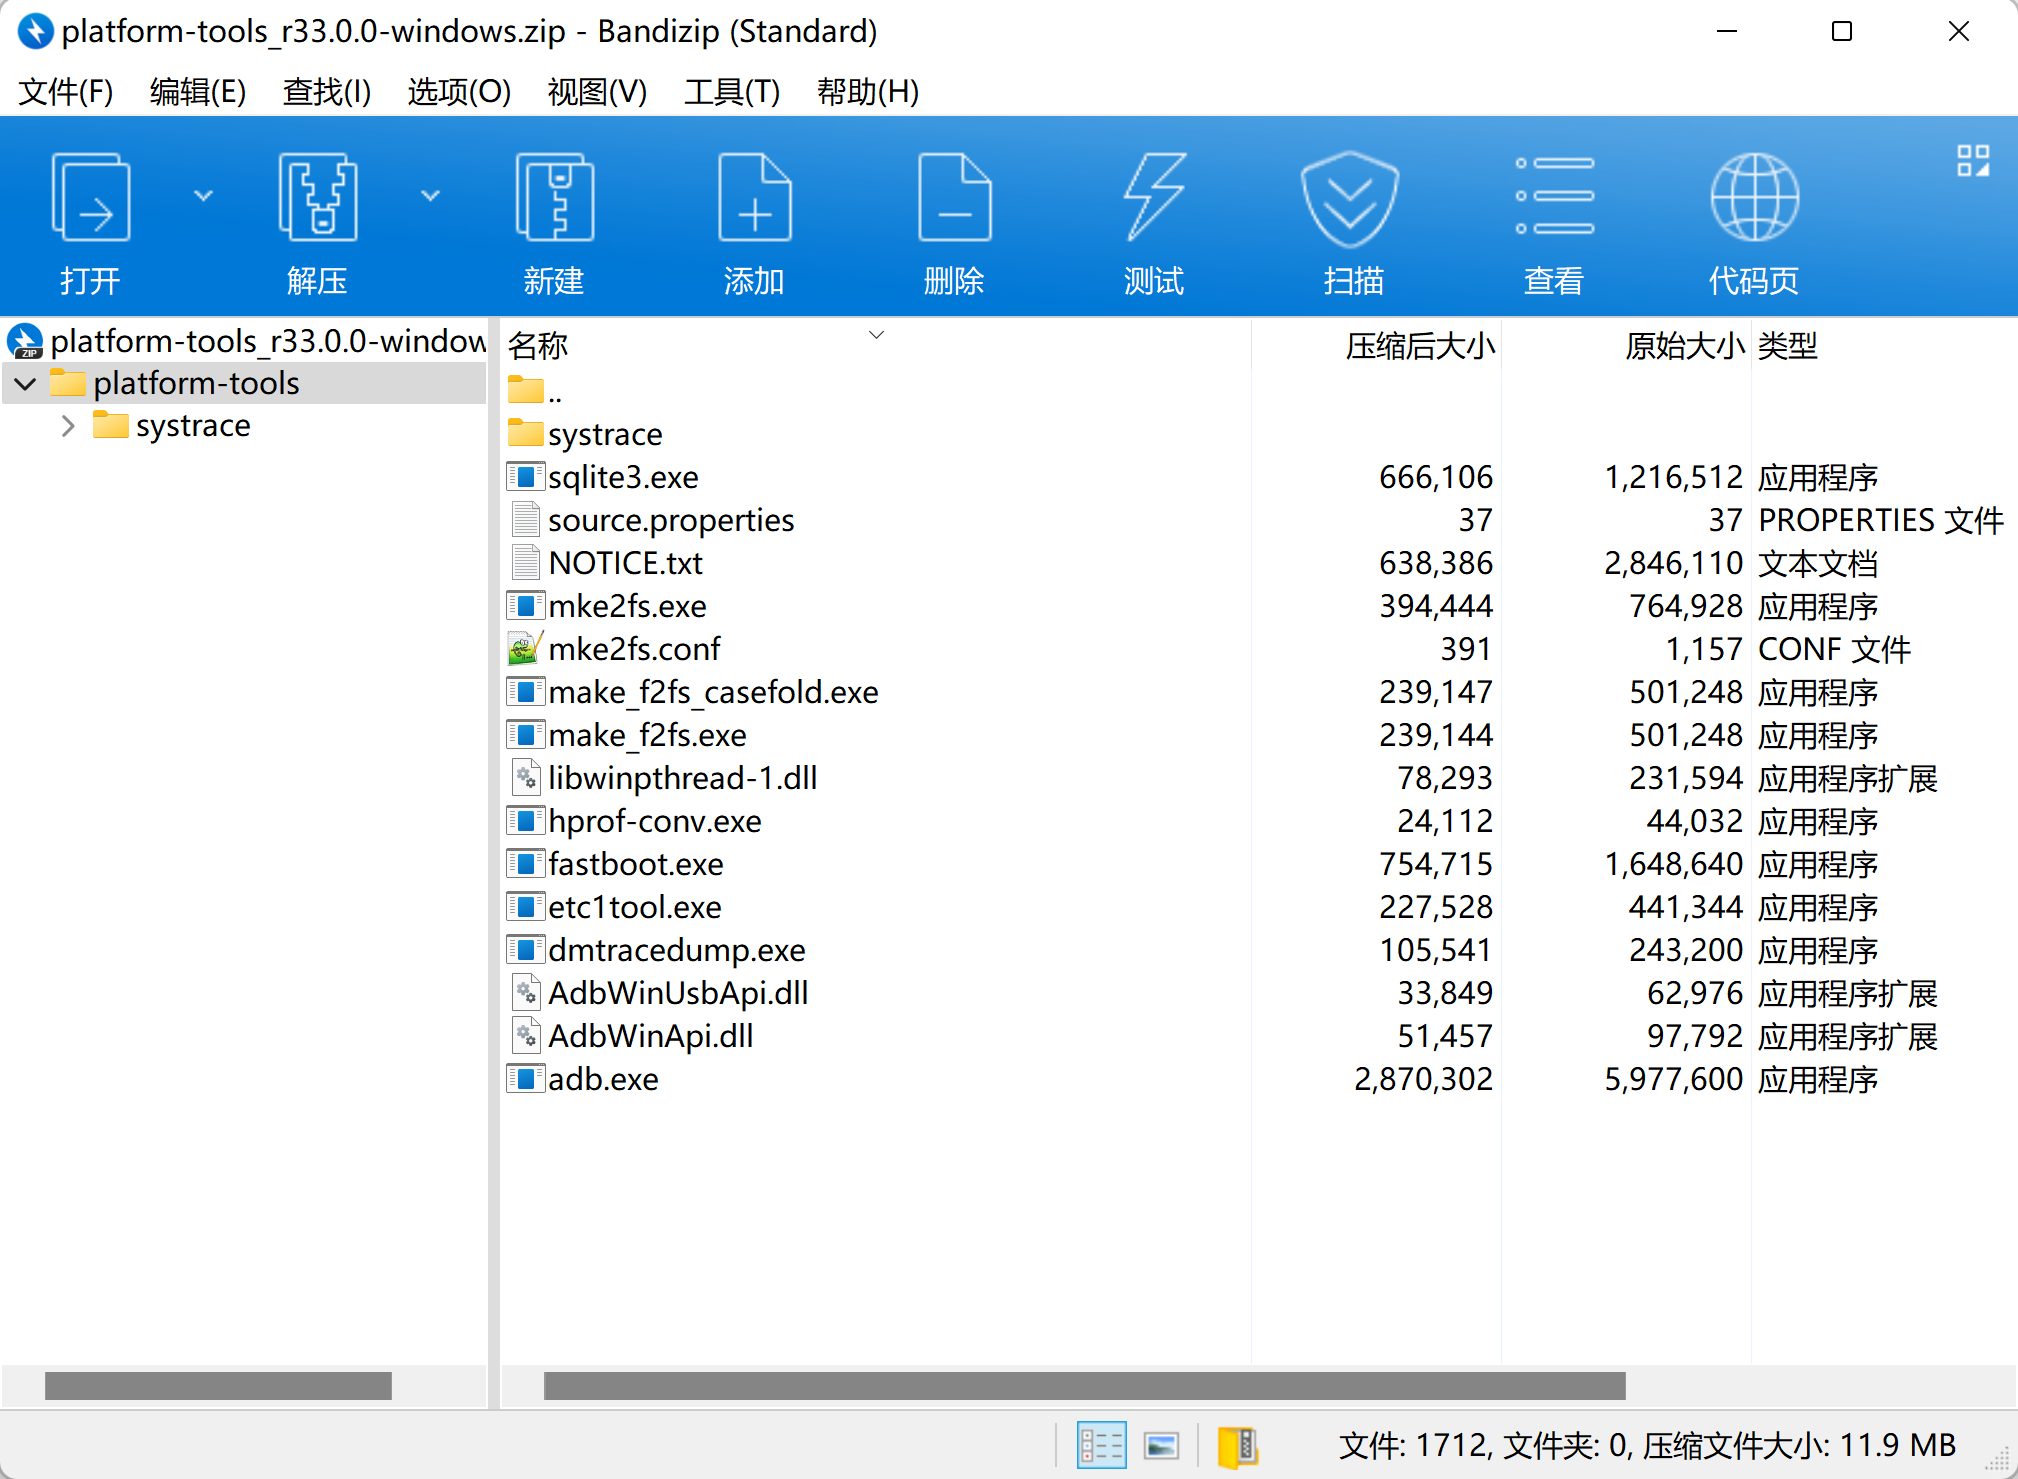 platform-tools_r33.0.0-windows.zip - Bandizip (Standard)
文件(F) 编辑(E) 查找(I) 选项(O) 视图(V) 工具(T) 帮助(H)
打开 解压 新建 添加 删除 测试 扫描 查看 代码页
platform-tools_r33.0.0-window
platform-tools
systrace
名称 压缩后大小 原始大小 类型
..
systrace
sqlite3.exe 666,106 1,216,512 应用程序
source.properties 37 37 PROPERTIES 文件
NOTICE.txt 638,386 2,846,110 文本文档
mke2fs.exe 394,444 764,928 应用程序
mke2fs.conf 391 1,157 CONF 文件
make_f2fs_casefold.exe 239,147 501,248 应用程序
make_f2fs.exe 239,144 501,248 应用程序
libwinpthread-1.dll 78,293 231,594 应用程序扩展
hprof-conv.exe 24,112 44,032 应用程序
fastboot.exe 754,715 1,648,640 应用程序
etc1tool.exe 227,528 441,344 应用程序
dmtracedump.exe 105,541 243,200 应用程序
AdbWinUsbApi.dll 33,849 62,976 应用程序扩展
AdbWinApi.dll 51,457 97,792 应用程序扩展
adb.exe 2,870,302 5,977,600 应用程序
文件: 1712, 文件夹: 0, 压缩文件大小: 11.9 MB